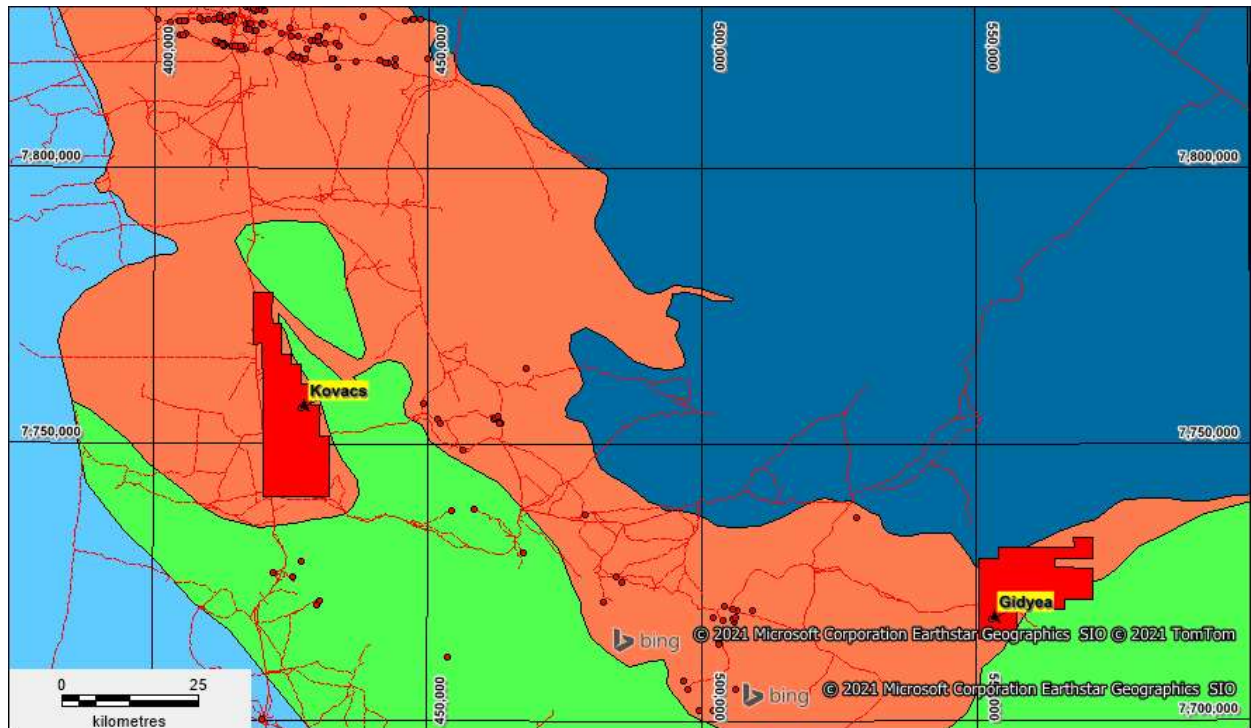 400,000
450,000
500,000
550,000
7,800,000
7,800,000
Kovacs
7,750,000
7,750,000
Gidyea
bing © 2021 Microsoft Corporation Earthstar Geographics SIO © 2021 TomTom
0 25
kilometres
450,000
500,000
bing © 2021 Microsoft Corporation Earthstar Geographics SIO
7,700,000